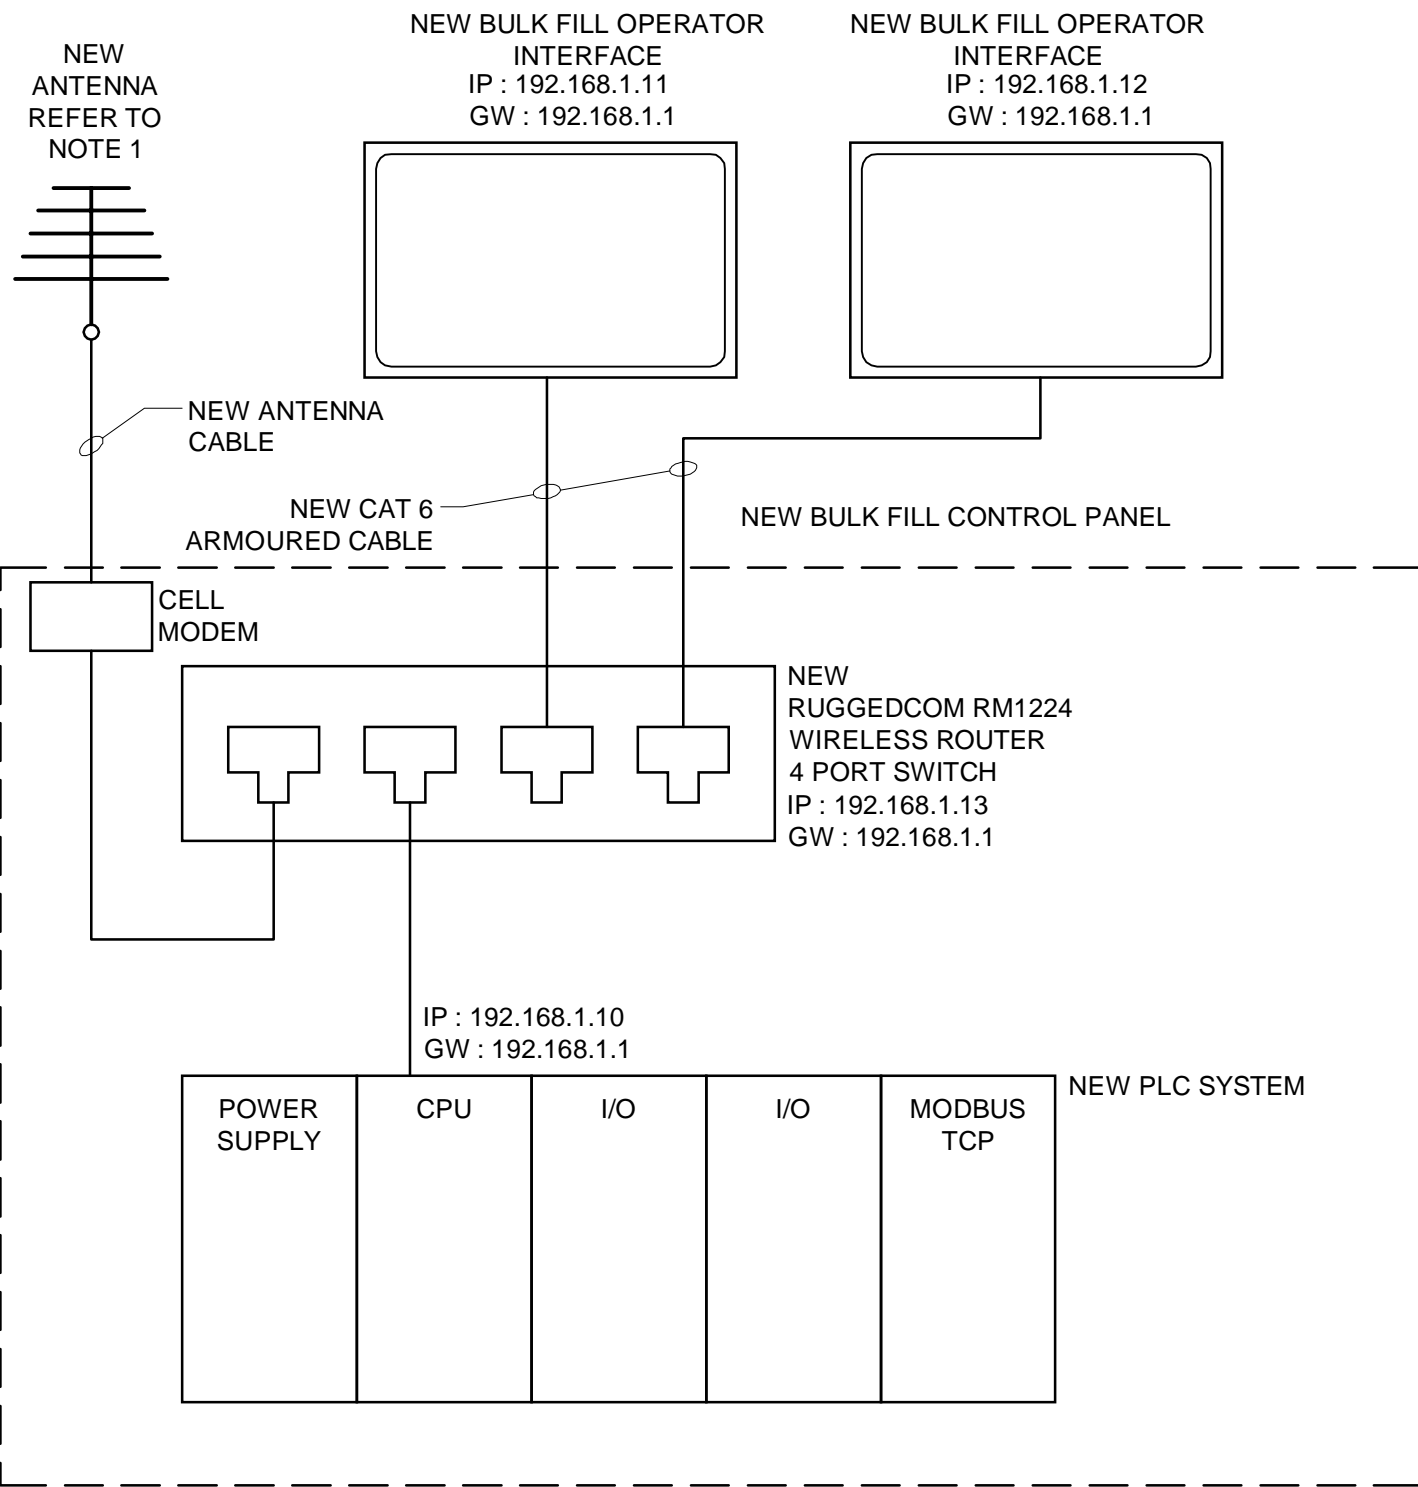 NEW
ANTENNA
REFER TO
NOTE 1
NEW BULK FILL OPERATOR
INTERFACE
IP : 192.168.1.11
GW : 192.168.1.1
NEW BULK FILL OPERATOR
INTERFACE
IP : 192.168.1.12
GW : 192.168.1.1
NEW ANTENNA
CABLE
NEW CAT 6
ARMOURED CABLE
NEW BULK FILL CONTROL PANEL
CELL
MODEM
NEW
RUGGEDCOM RM1224
WIRELESS ROUTER
4 PORT SWITCH
IP : 192.168.1.13
GW : 192.168.1.1
IP : 192.168.1.10
GW : 192.168.1.1
NEW PLC SYSTEM
POWER
SUPPLY
CPU
I/O
I/O
MODBUS
TCP